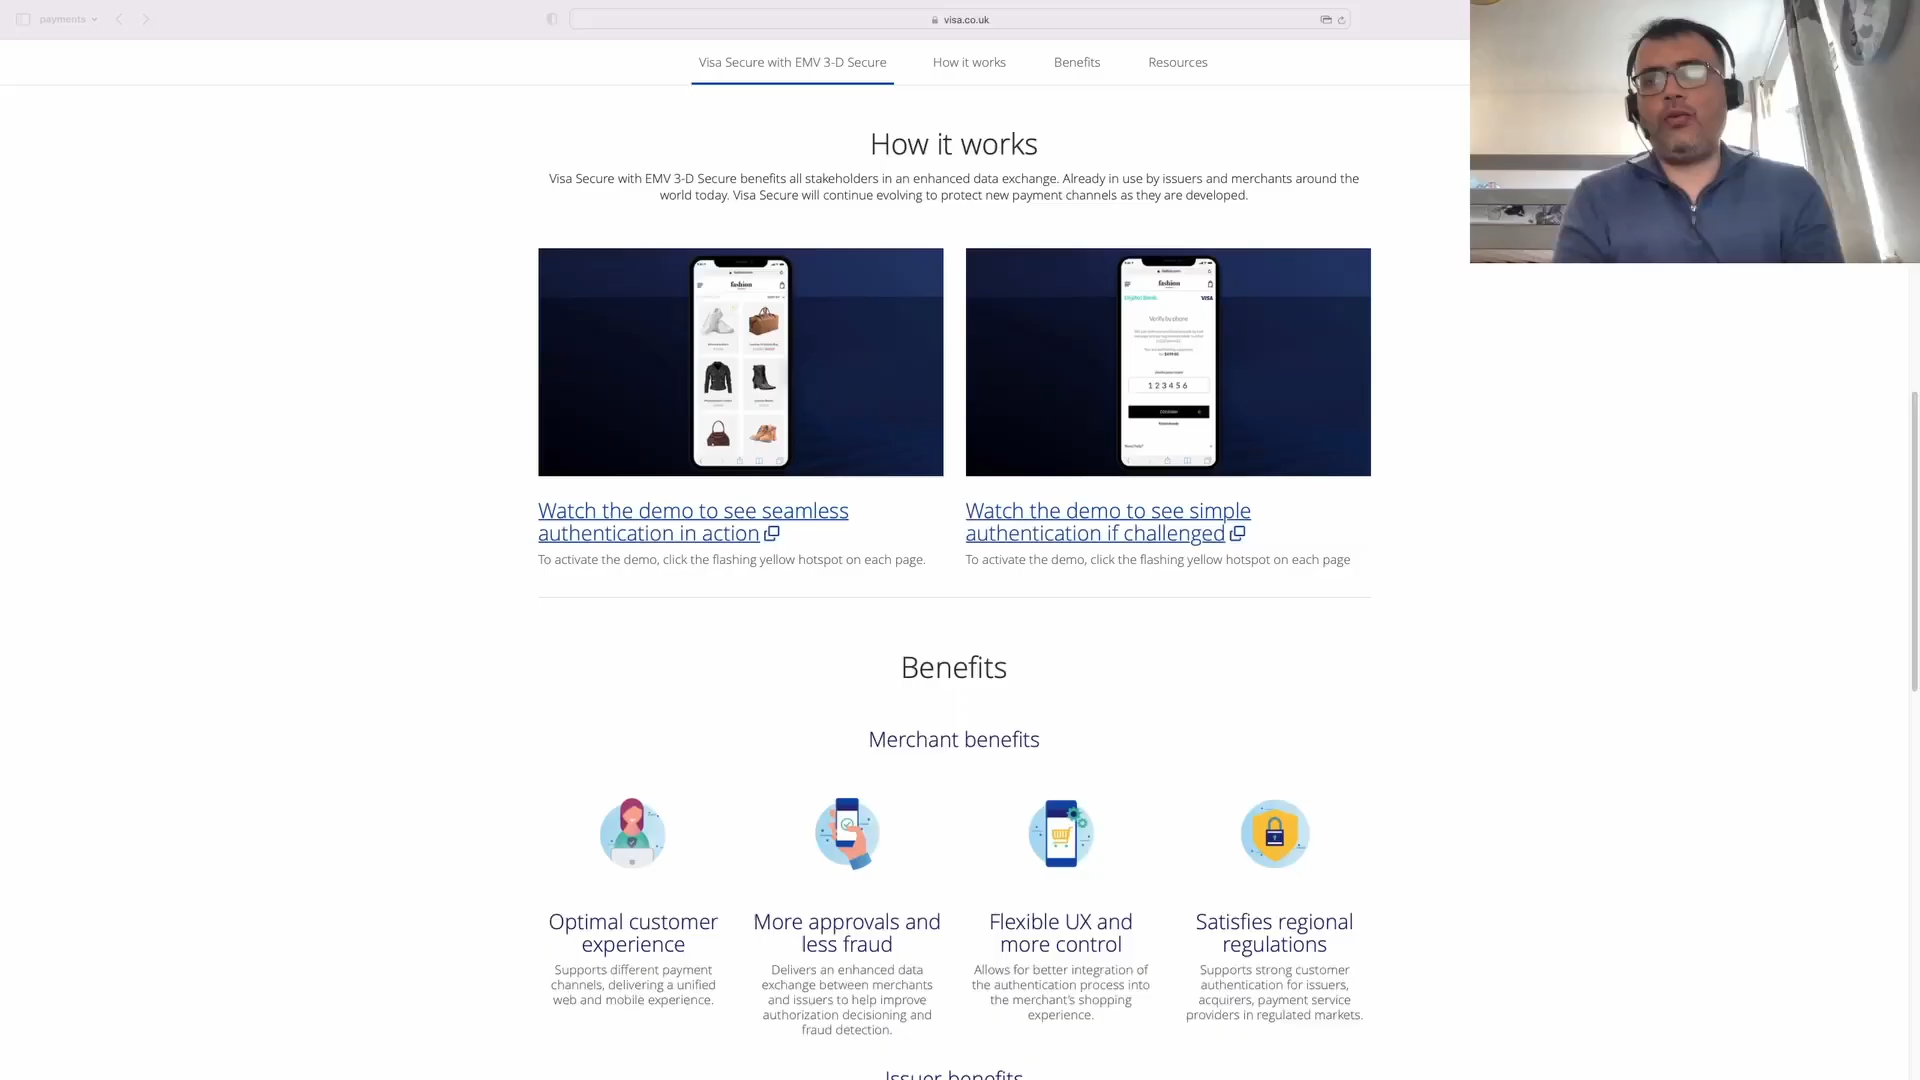 payments
visa.co.uk
Visa Secure with EMV 3-D Secure
How it works
Benefits
Resources
How it works
Visa Secure with EMV 3-D Secure benefits all stakeholders in an enhanced data exchange. Already in use by issuers and merchants around the
world today. Visa Secure will continue evolving to protect new payment channels as they are developed.
fashion
fashion
VISA
Verify by phone
123456
Watch the demo to see seamless
authentication in action
To activate the demo, click the flashing yellow hotspot on each page.
Watch the demo to see simple
authentication if challenged
To activate the demo, click the flashing yellow hotspot on each page
Benefits
Merchant benefits
Optimal customer
experience
Supports different payment
channels, delivering a unified
web and mobile experience.
More approvals and
less fraud
Delivers an enhanced data
exchange between merchants
and issuers to help improve
authorization decisioning and
fraud detection.
Flexible UX and
more control
Allows for better integration of
the authentication process into
the merchant's shopping
experience.
Satisfies regional
regulations
Supports strong customer
authentication for issuers,
acquirers, payment service
providers in regulated markets.
Issuer benefits